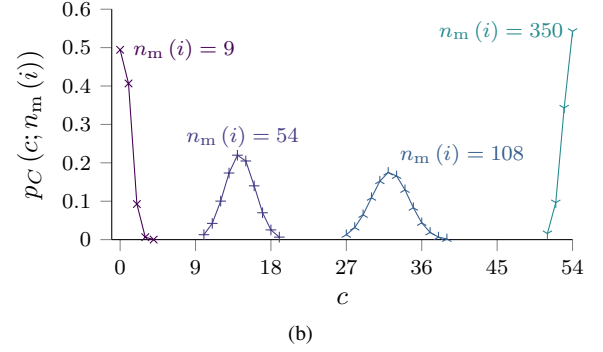 0.6
0.5
0.4
0.3
0.2
0.1
0
p_C (c; n_m (i))
n_m (i) = 9
n_m (i) = 54
n_m (i) = 108
n_m (i) = 350
0 9 18 27 36 45 54
c
(b)